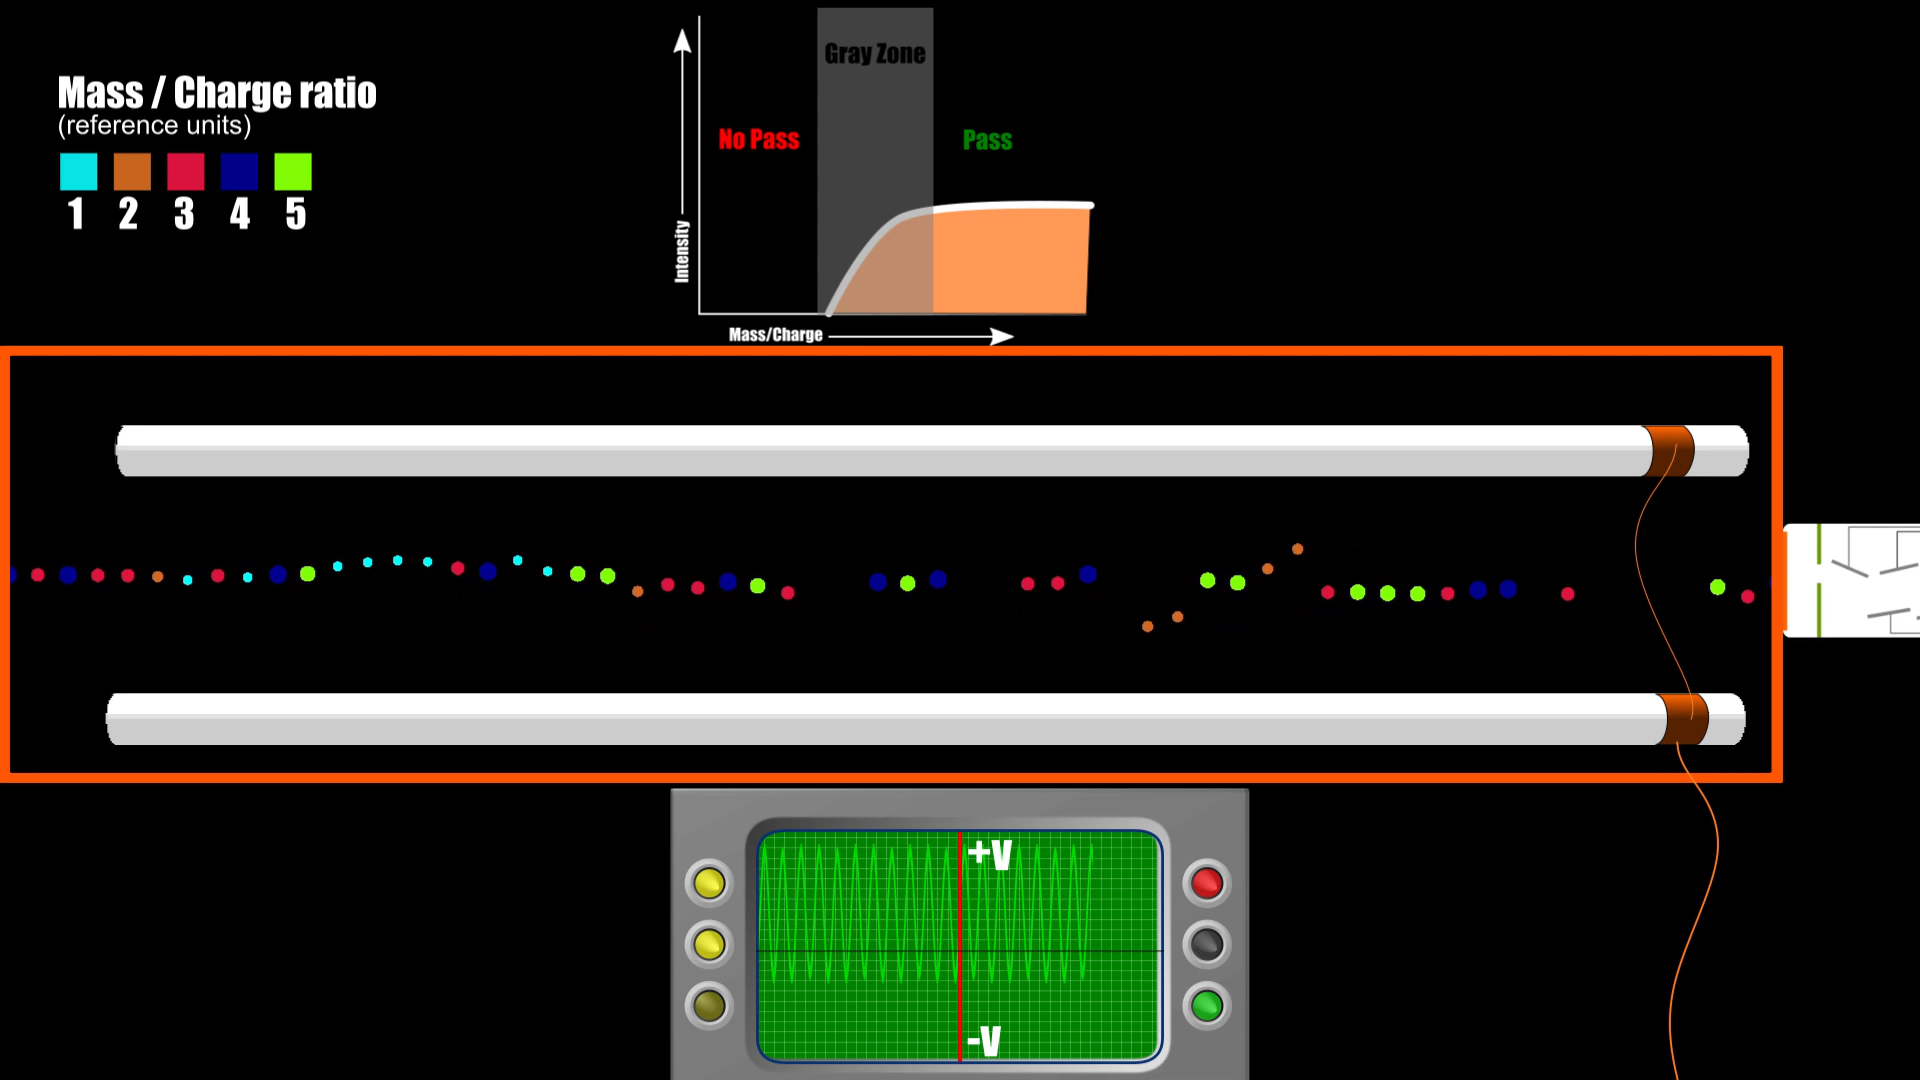 Mass / Charge ratio
(reference units)
1 2 3 4 5
Gray Zone
No Pass
Pass
Intensity
Mass/Charge
+V
-V